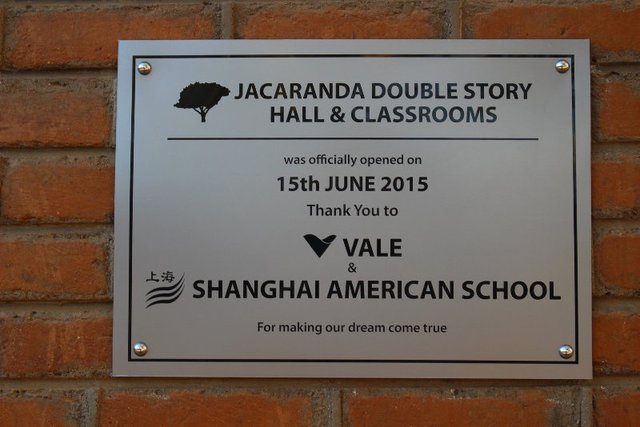 JACARANDA DOUBLE STORY
HALL & CLASSROOMS
was officially opened on
15th JUNE 2015
Thank You to
VALE
&
上海
SHANGHAI AMERICAN SCHOOL
For making our dream come true